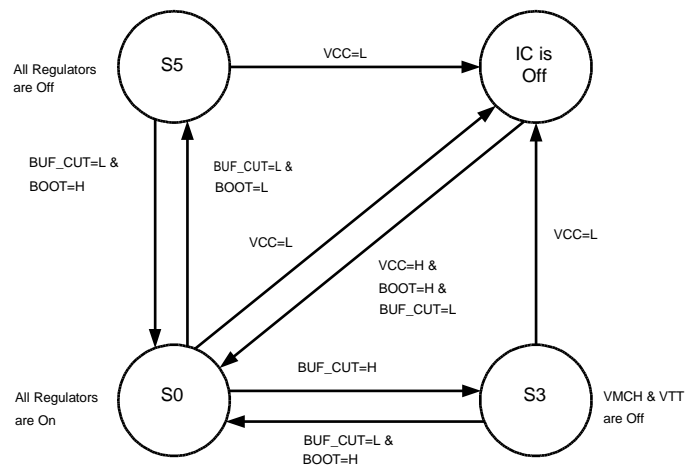 S5
VCC=L
IC is
Off
All Regulators
are Off
BUF_CUT=L &
BOOT=H
BUF_CUT=L &
BOOT=L
VCC=L
VCC=H &
BOOT=H &
BUF_CUT=L
VCC=L
S0
BUF_CUT=H
S3
All Regulators
are On
VMCH & VTT
are Off
BUF_CUT=L &
BOOT=H